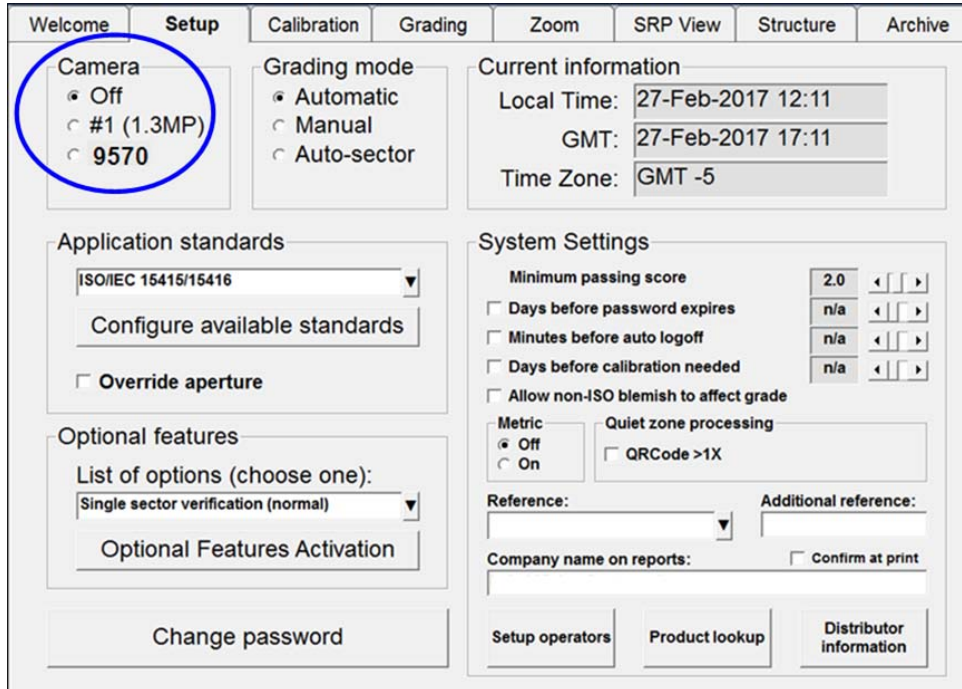 Welcome Setup Calibration Grading Zoom SRP View Structure Archive
Camera
Off
#1 (1.3MP)
9570
Grading mode
Automatic
Manual
Auto-sector
Current information
Local Time: 27-Feb-2017 12:11
GMT: 27-Feb-2017 17:11
Time Zone: GMT -5
Application standards
ISO/IEC 15415/15416
Configure available standards
Override aperture
Optional features
List of options (choose one):
Single sector verification (normal)
Optional Features Activation
Change password
System Settings
Minimum passing score 2.0
Days before password expires n/a
Minutes before auto logoff n/a
Days before calibration needed n/a
Allow non-ISO blemish to affect grade
Metric
Off
On
Quiet zone processing
QRCode >1X
Reference: Additional reference:
Company name on reports: Confirm at print
Setup operators Product lookup Distributor
information